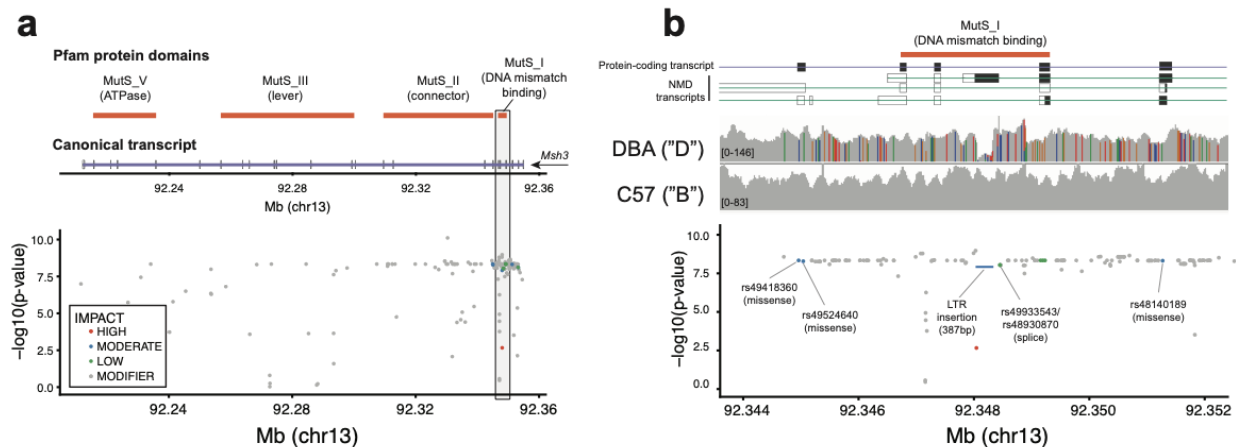 a
Pfam protein domains
MutS_V
(ATPase)
MutS_III
(lever)
MutS_II
(connector)
MutS_I
(DNA mismatch
binding)
Canonical transcript
Msh3
92.24
92.28
92.32
92.36
Mb (chr13)
10.0
7.5
5.0
2.5
0.0
−log10(p-value)
IMPACT
HIGH
MODERATE
LOW
MODIFIER
92.24
92.28
92.32
92.36
Mb (chr13)
b
MutS_I
(DNA mismatch binding)
Protein-coding transcript
NMD
transcripts
DBA ("D")
[0-146]
C57 ("B")
[0-83]
10.0
7.5
5.0
2.5
0.0
−log10(p-value)
rs49418360
(missense)
rs49524640
(missense)
LTR
insertion
(387bp)
rs49933543/
rs48930870
(splice)
rs48140189
(missense)
92.344
92.346
92.348
92.350
92.352
Mb (chr13)